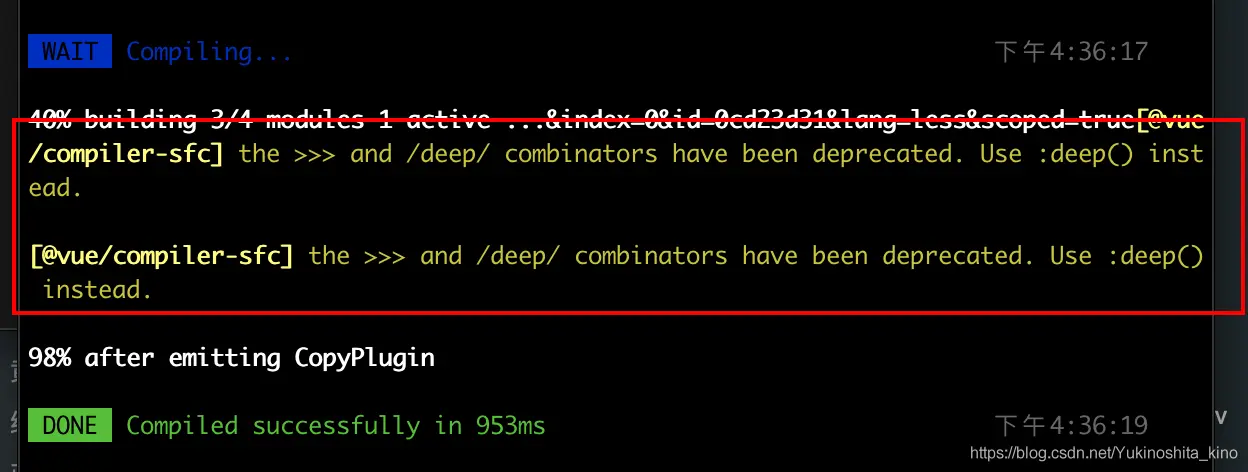 WAIT Compiling... 下午4:36:17
40% building 3/4 modules 1 active ...&index=0&id=0cd23d31&lang=less&scoped=true[@vue
/compiler-sfc] the >>> and /deep/ combinators have been deprecated. Use :deep() inst
ead.
[@vue/compiler-sfc] the >>> and /deep/ combinators have been deprecated. Use :deep()
instead.
98% after emitting CopyPlugin
DONE Compiled successfully in 953ms 下午4:36:19
v
https://blog.csdn.net/Yukinoshita_kino